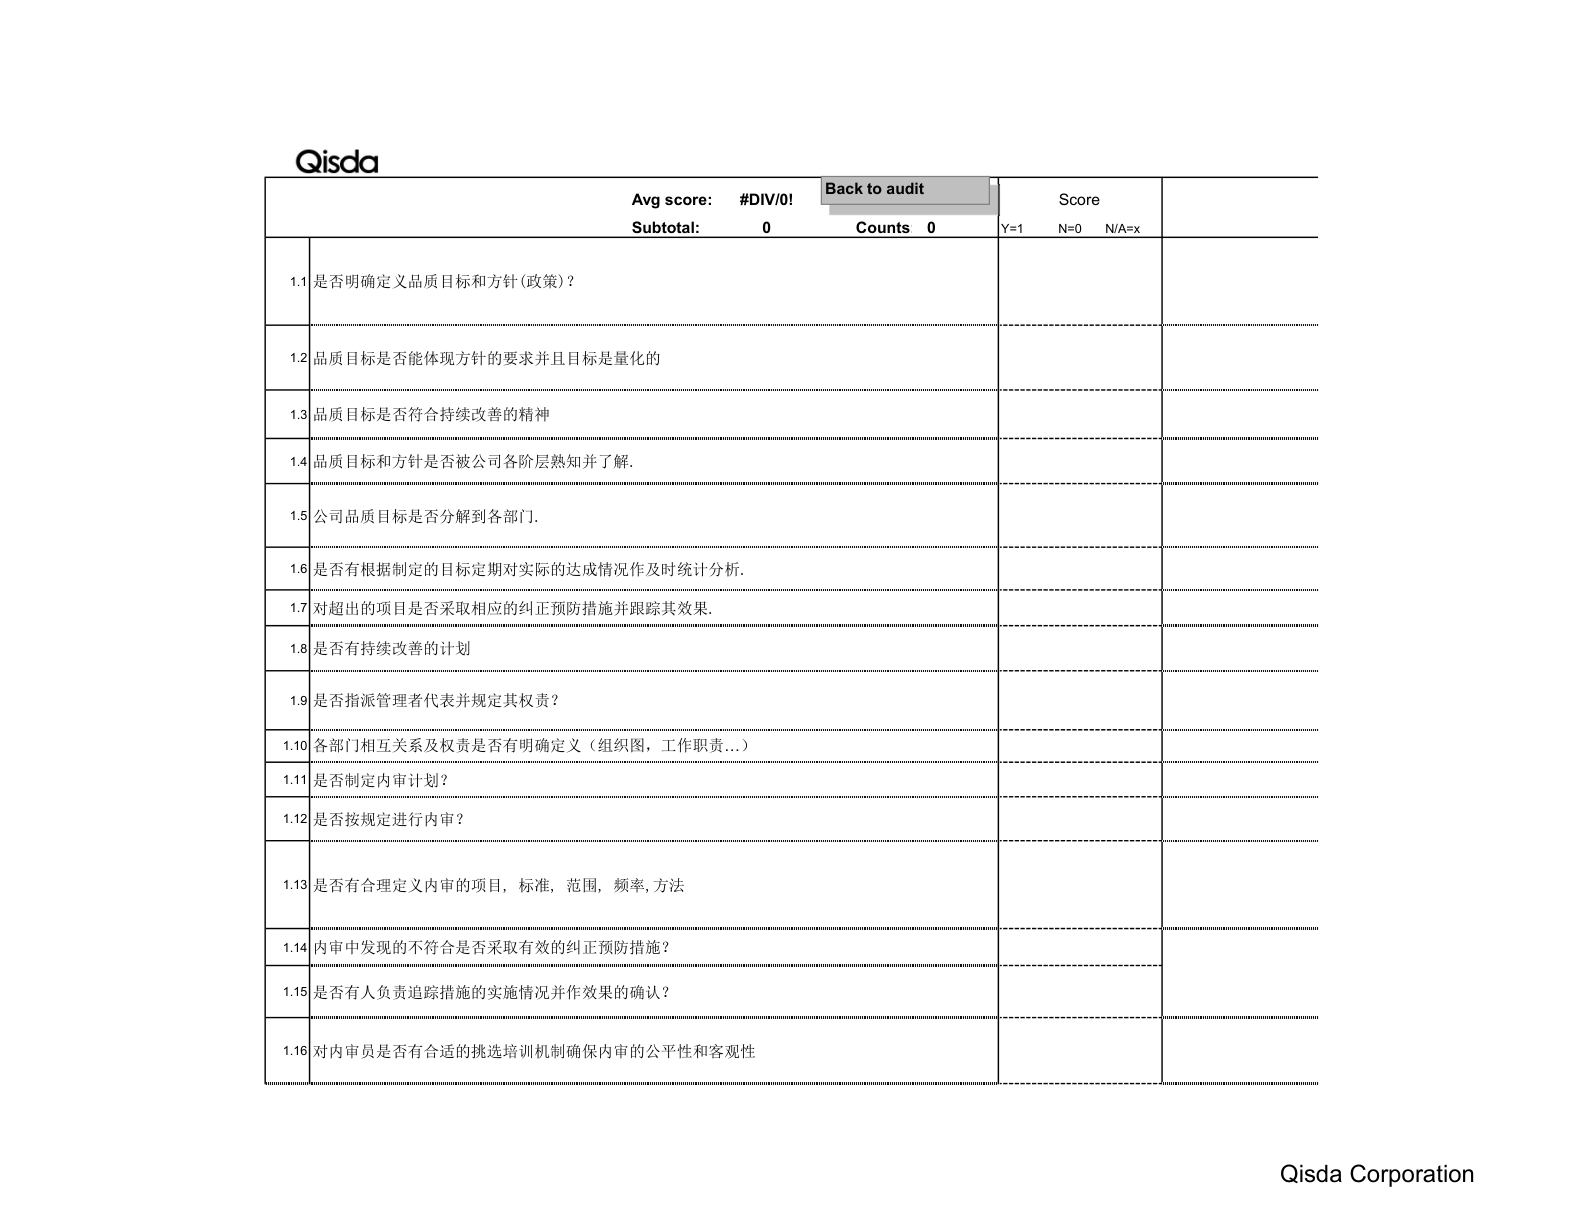 Qisda
Back to audit
Avg score: #DIV/0! Score
Subtotal: 0 Counts: 0 Y=1 N=0 N/A=x
1.1 是否明确定义品质目标和方针(政策)?
1.2 品质目标是否能体现方针的要求并且目标是量化的
1.3 品质目标是否符合持续改善的精神
1.4 品质目标和方针是否被公司各阶层熟知并了解.
1.5 公司品质目标是否分解到各部门.
1.6 是否有根据制定的目标定期对实际的达成情况作及时统计分析.
1.7 对超出的项目是否采取相应的纠正预防措施并跟踪其效果.
1.8 是否有持续改善的计划
1.9 是否指派管理者代表并规定其权责?
1.10 各部门相互关系及权责是否有明确定义（组织图，工作职责…）
1.11 是否制定内审计划?
1.12 是否按规定进行内审?
1.13 是否有合理定义内审的项目, 标准, 范围, 频率,方法
1.14 内审中发现的不符合是否采取有效的纠正预防措施?
1.15 是否有人负责追踪措施的实施情况并作效果的确认?
1.16 对内审员是否有合适的挑选培训机制确保内审的公平性和客观性
Qisda Corporation